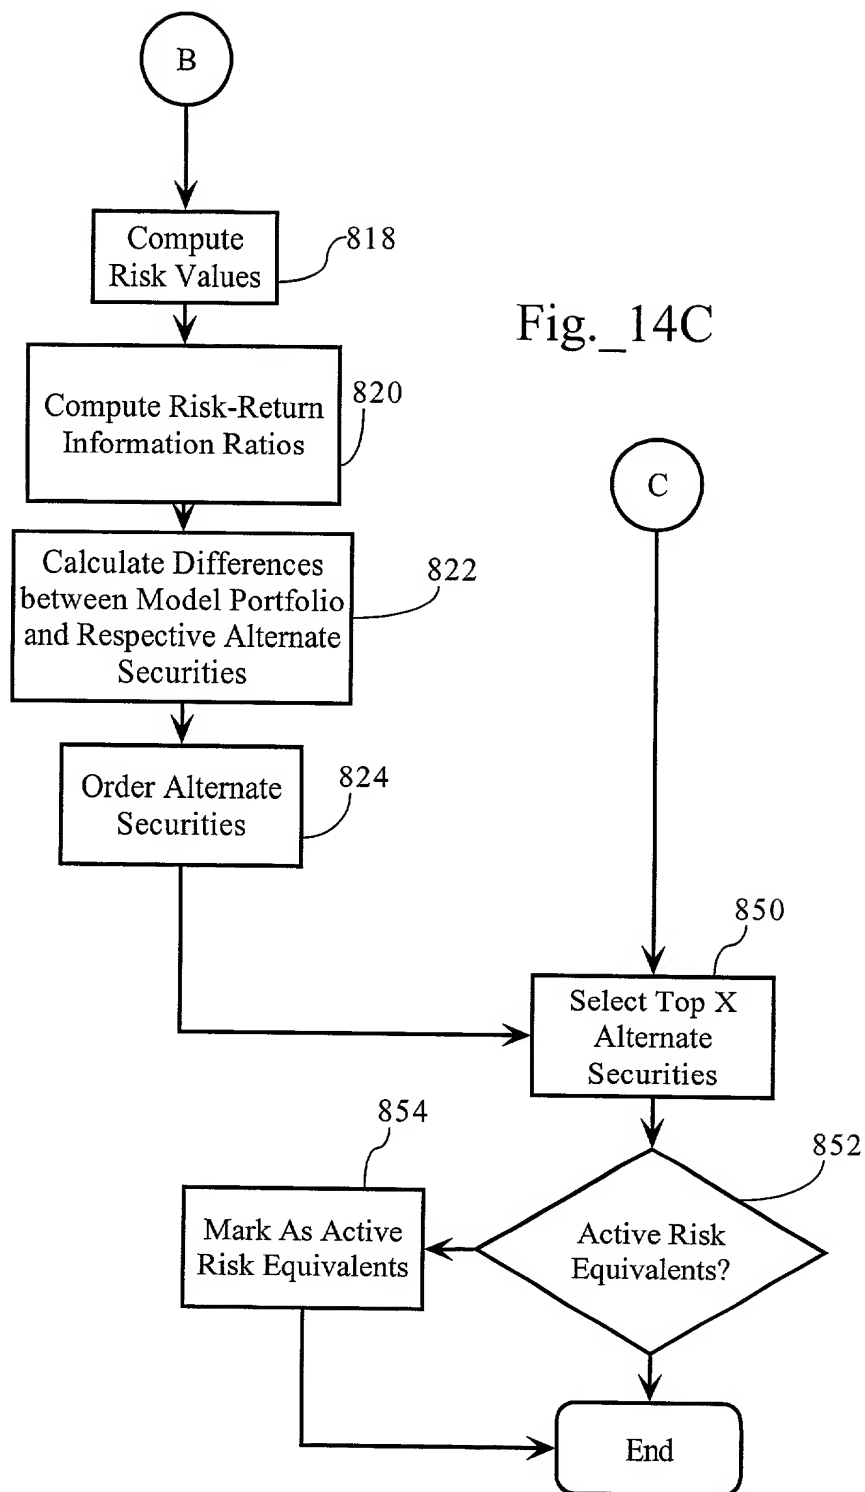 B
Compute
Risk Values
818
Fig._14C
Compute Risk-Return
Information Ratios
820
C
Calculate Differences
between Model Portfolio
and Respective Alternate
Securities
822
Order Alternate
Securities
824
850
Select Top X
Alternate
Securities
854
852
Mark As Active
Risk Equivalents
Active Risk
Equivalents?
End